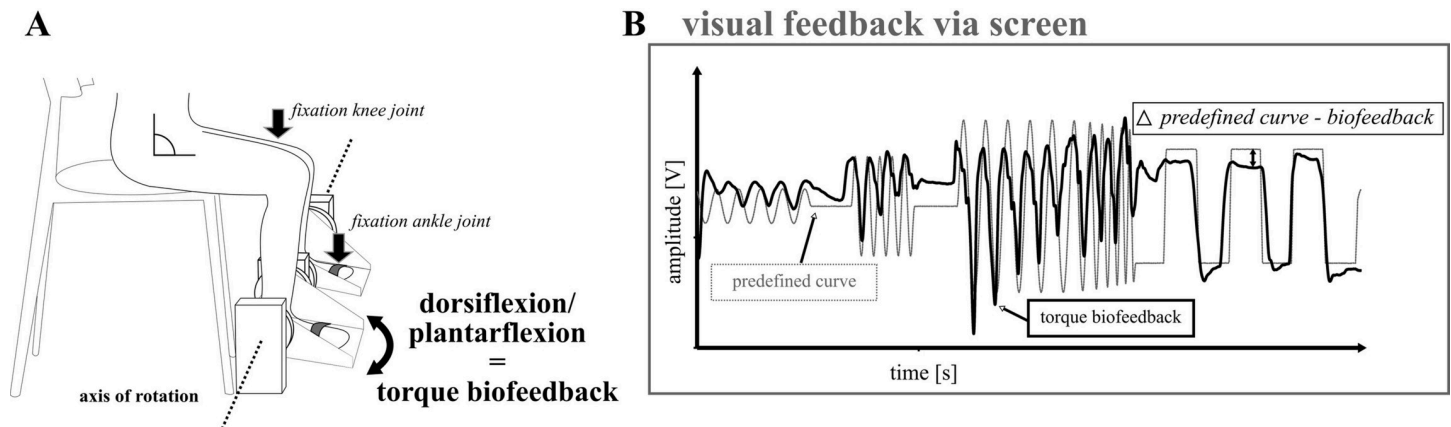 A
fixation knee joint
fixation ankle joint
dorsiflexion/
plantarflexion
=
torque biofeedback
axis of rotation
B visual feedback via screen
△ predefined curve - biofeedback
amplitude [V]
predefined curve
torque biofeedback
time [s]